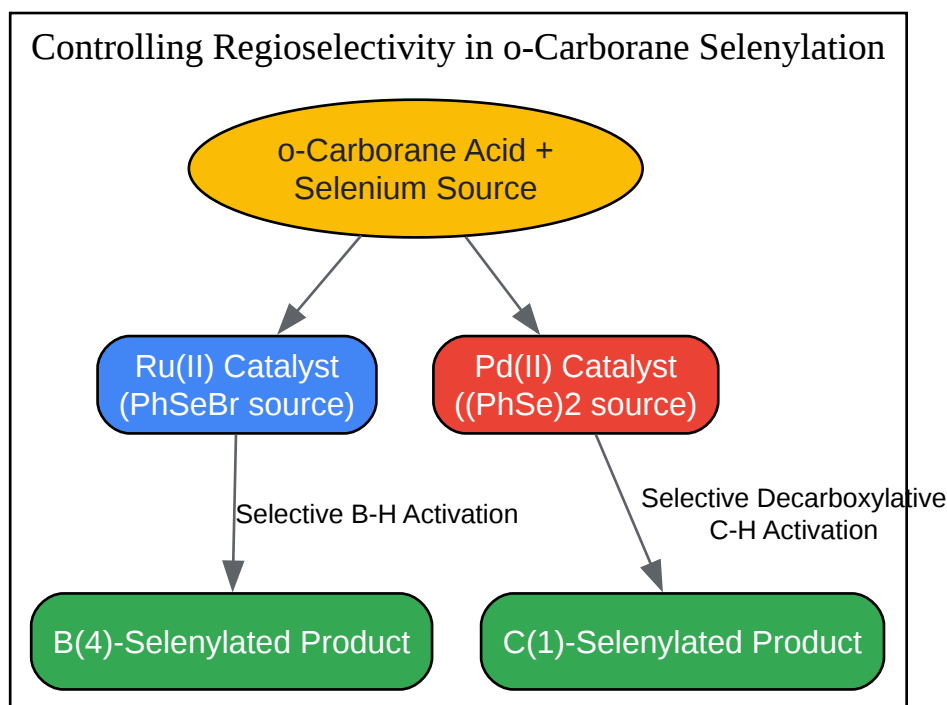 Controlling Regioselectivity in o-Carborane Selenylation
o-Carborane Acid +
Selenium Source
Ru(II) Catalyst
(PhSeBr source)
Pd(II) Catalyst
((PhSe)2 source)
Selective B-H Activation
Selective Decarboxylative
C-H Activation
B(4)-Selenylated Product
C(1)-Selenylated Product